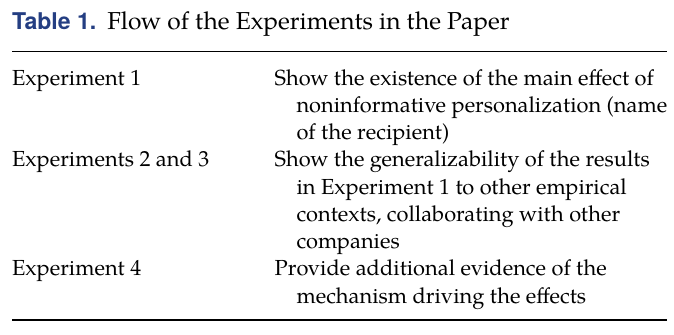 Table 1. Flow of the Experiments in the Paper
Experiment 1 Show the existence of the main effect of
noninformative personalization (name
of the recipient)
Experiments 2 and 3 Show the generalizability of the results
in Experiment 1 to other empirical
contexts, collaborating with other
companies
Experiment 4 Provide additional evidence of the
mechanism driving the effects